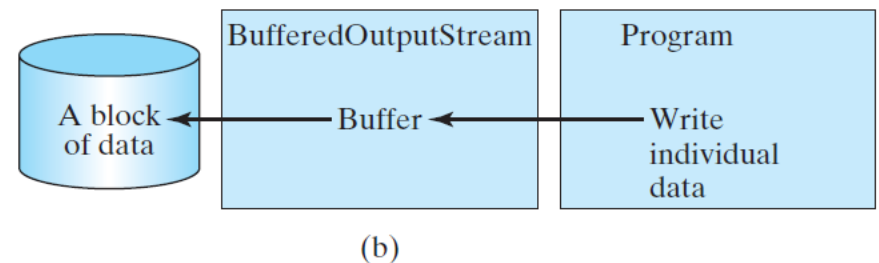 BufferedOutputStream
Program
A block
of data
Buffer
Write
individual
data
(b)